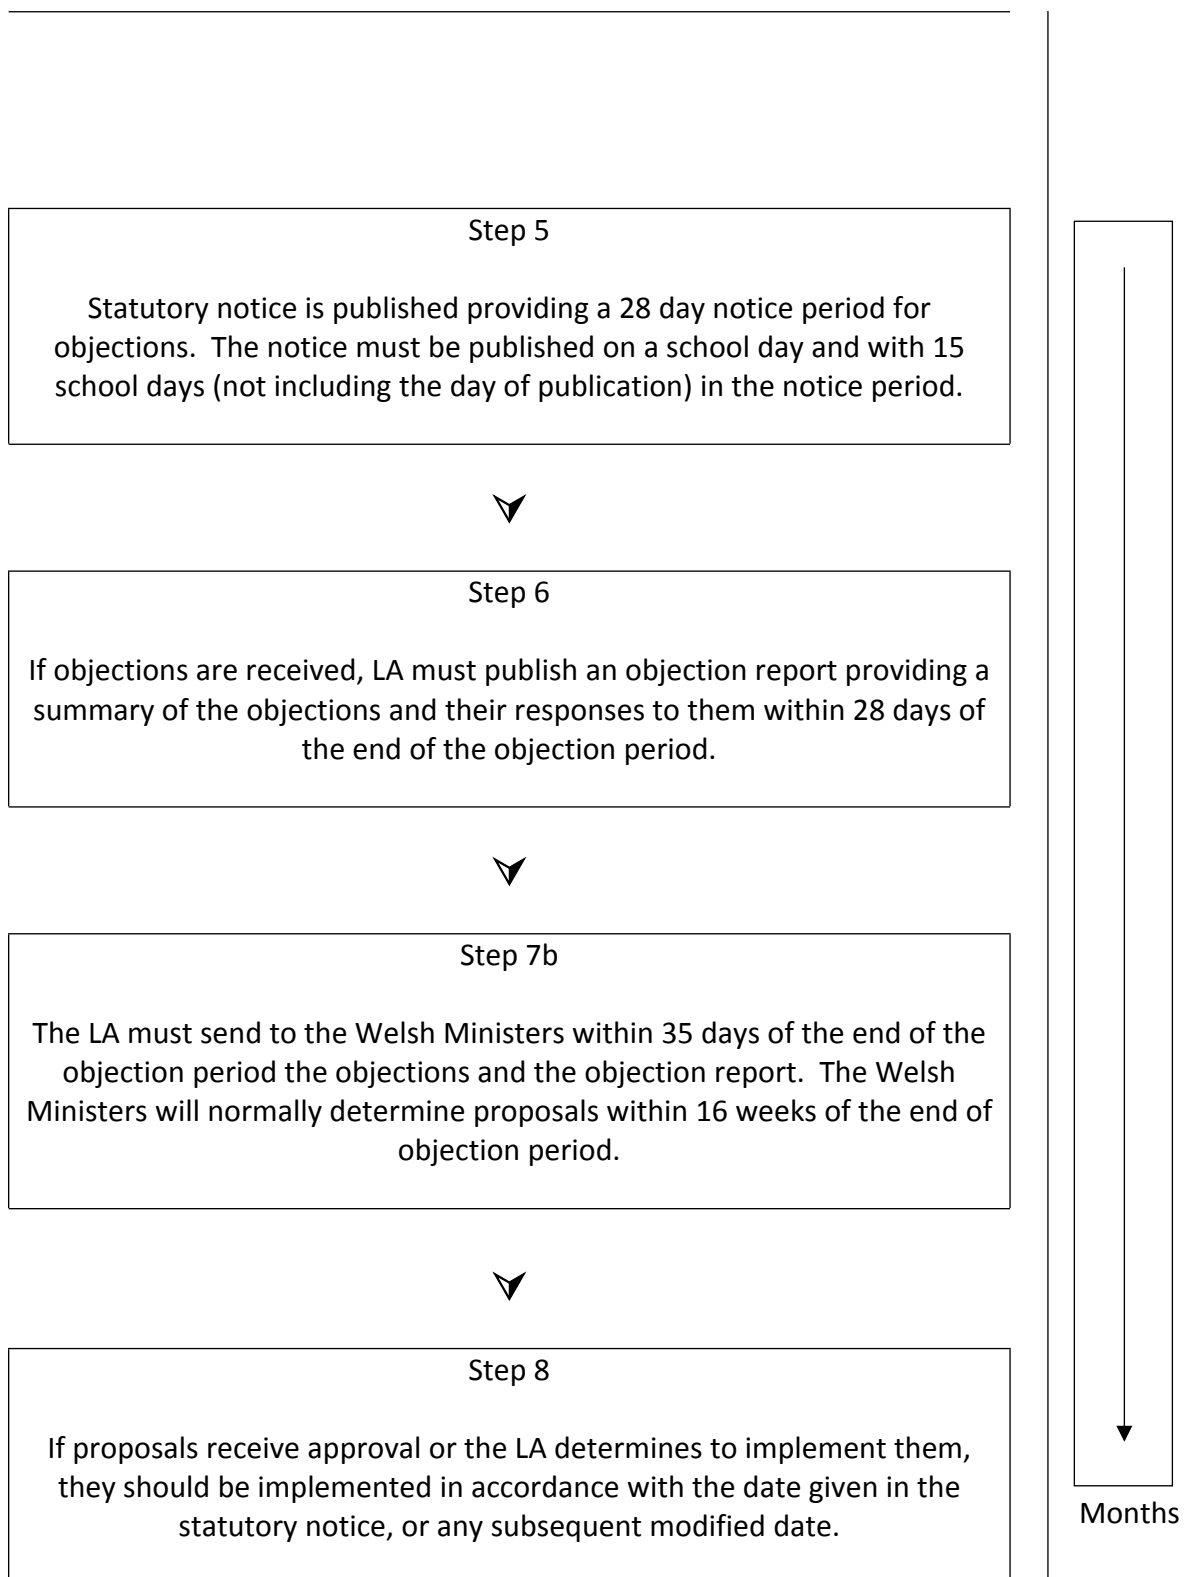 Step 5
Statutory notice is published providing a 28 day notice period for
objections.  The notice must be published on a school day and with 15
school days (not including the day of publication) in the notice period.
Step 6
If objections are received, LA must publish an objection report providing a
summary of the objections and their responses to them within 28 days of
the end of the objection period.
Step 7b
The LA must send to the Welsh Ministers within 35 days of the end of the
objection period the objections and the objection report.  The Welsh
Ministers will normally determine proposals within 16 weeks of the end of
objection period.
Step 8
If proposals receive approval or the LA determines to implement them,
they should be implemented in accordance with the date given in the
statutory notice, or any subsequent modified date.
Months